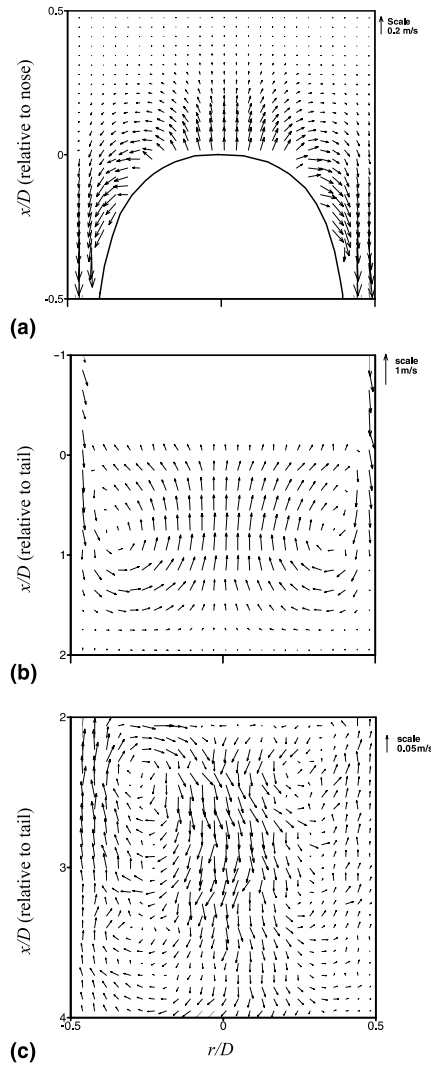 0.5
Scale
0.2 m/s
x/D (relative to nose)
0
-0.5
(a)
-1
scale
1m/s
x/D (relative to tail)
0
1
2
(b)
2
scale
0.05m/s
x/D (relative to tail)
3
4
-0.5
0
0.5
(c)
r/D